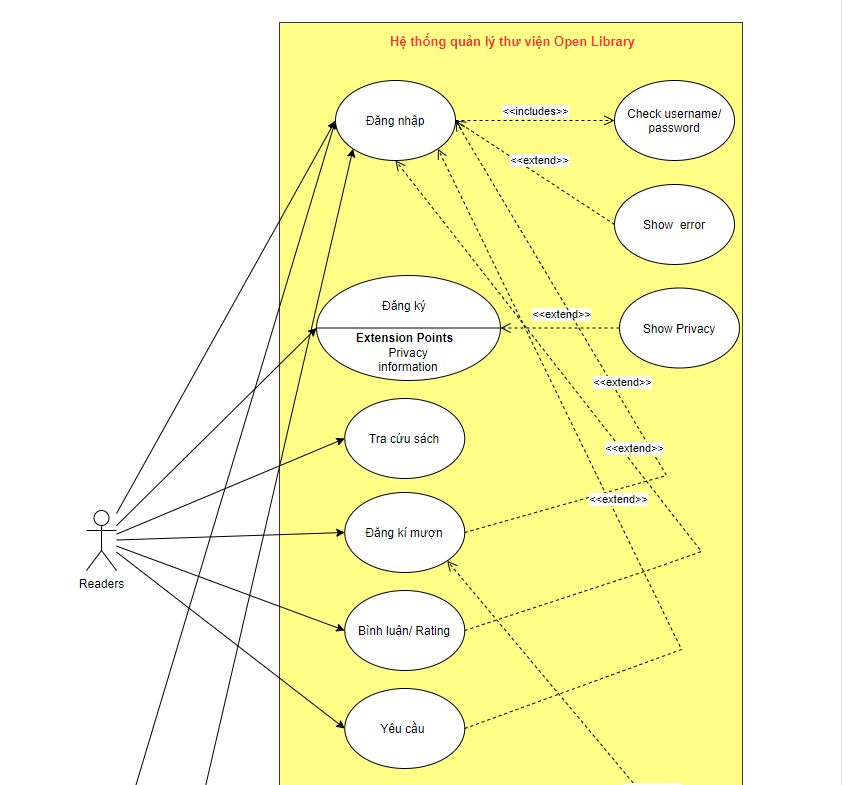 Hệ thống quản lý thư viện Open Library
Đăng nhập
<<includes>>
Check username/
password
<<extend>>
Show error
Đăng ký
Extension Points
Privacy
information
<<extend>>
Show Privacy
<<extend>>
Tra cứu sách
<<extend>>
<<extend>>
Đăng kí mượn
Readers
Bình luận/ Rating
Yêu cầu